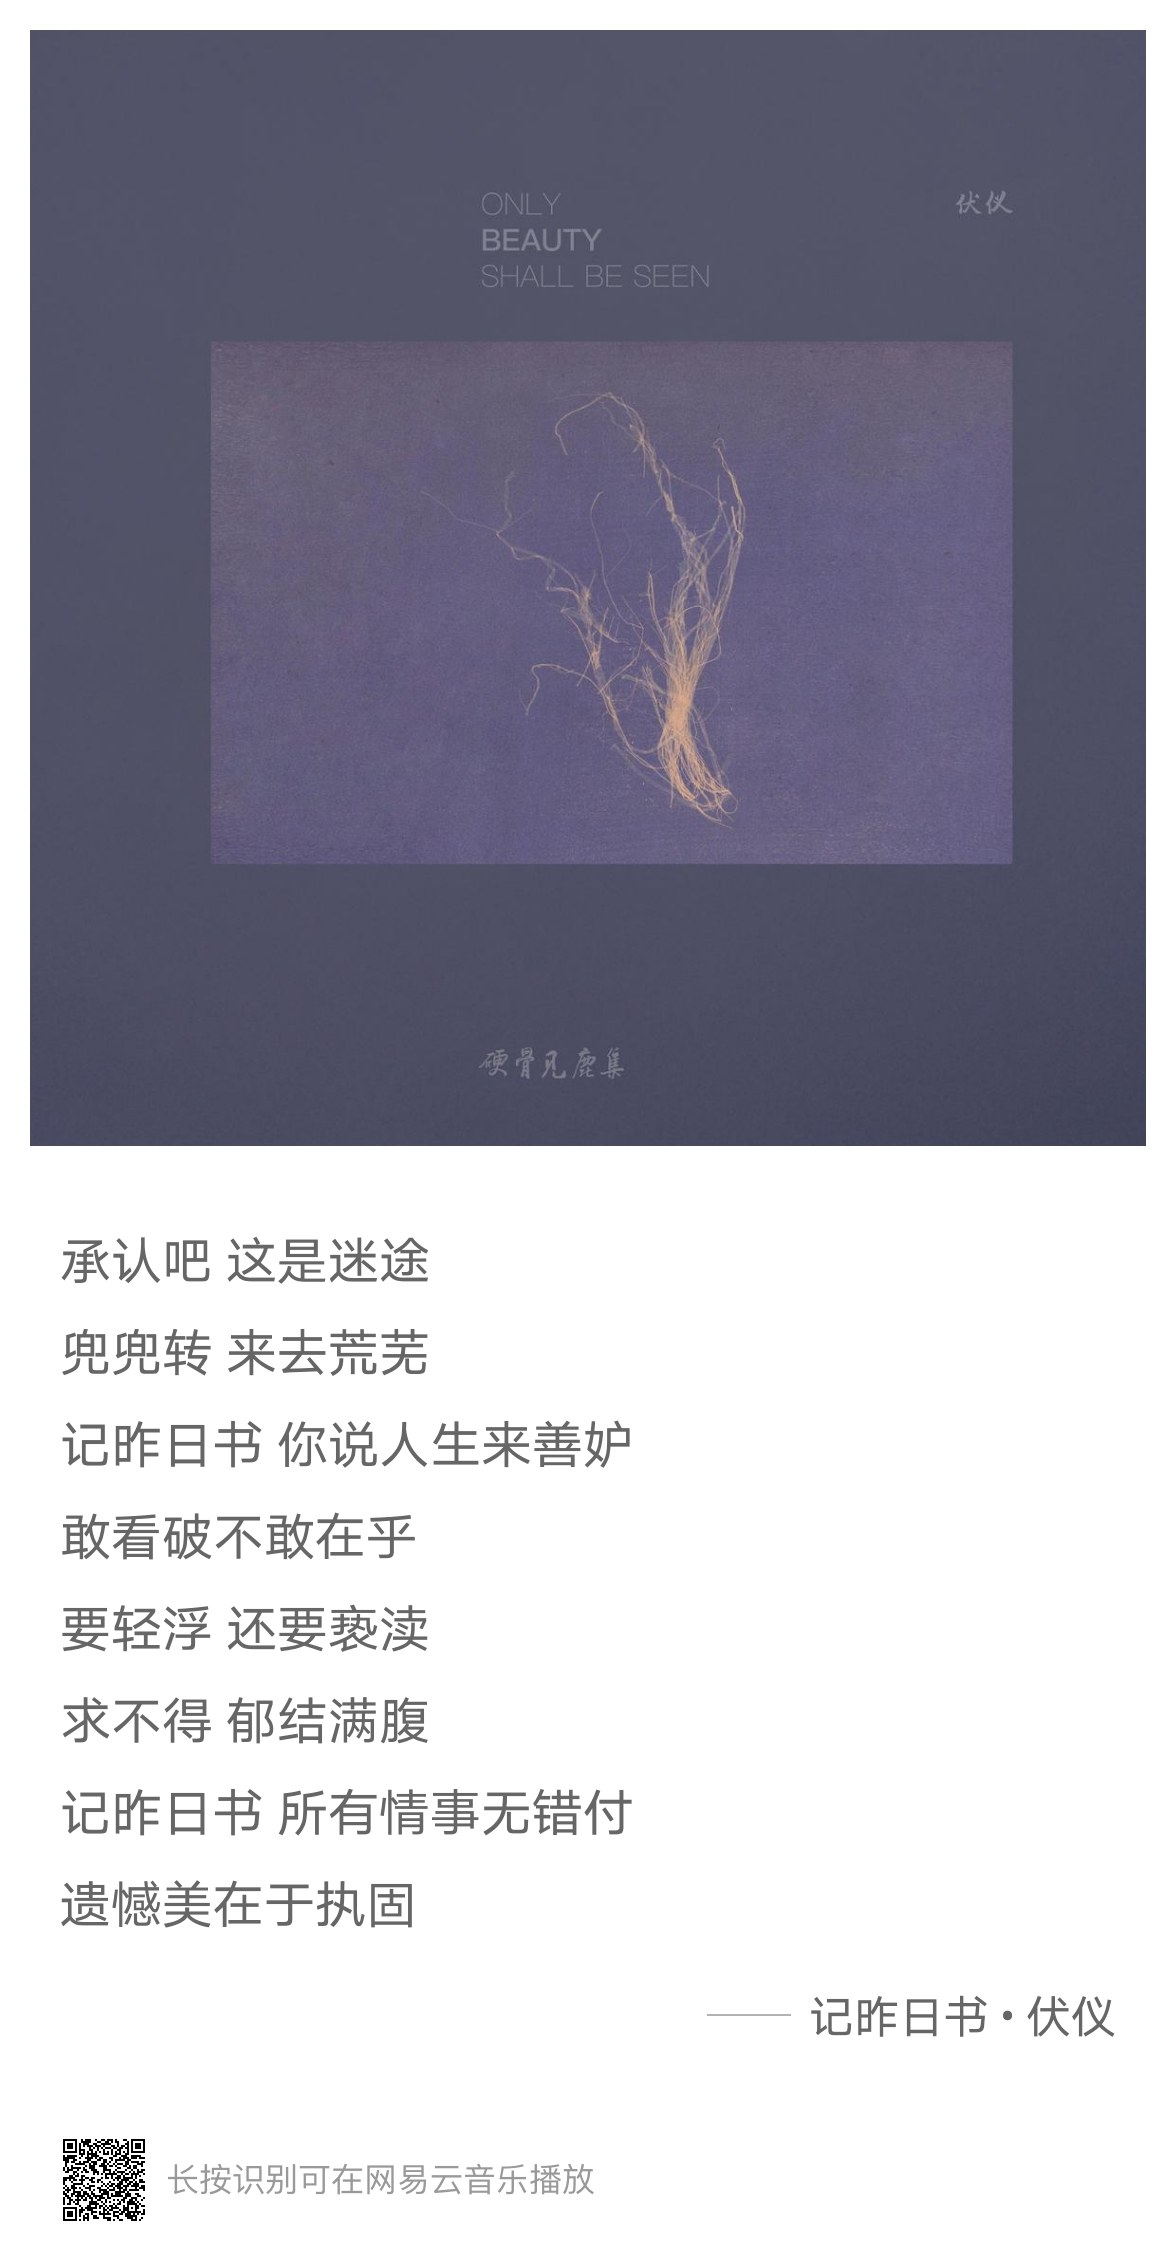 ONLY
BEAUTY
SHALL BE SEEN
伏仪
硬骨凡鹿集
承认吧 这是迷途
兜兜转 来去荒芜
记昨日书 你说人生来善妒
敢看破不敢在乎
要轻浮 还要亵渎
求不得 郁结满腹
记昨日书 所有情事无错付
遗憾美在于执固
—— 记昨日书•伏仪
长按识别可在网易云音乐播放